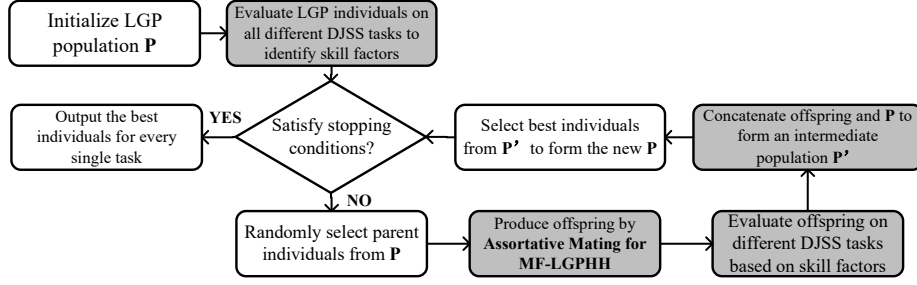 Initialize LGP
population P
Evaluate LGP individuals on
all different DJSS tasks to
identify skill factors
Output the best
individuals for every
single task
YES
Satisfy stopping
conditions?
Select best individuals
from P' to form the new P
Concatenate offspring and P to
form an intermediate
population P'
NO
Randomly select parent
individuals from P
Produce offspring by
Assortative Mating for
MF-LGPHH
Evaluate offspring on
different DJSS tasks
based on skill factors